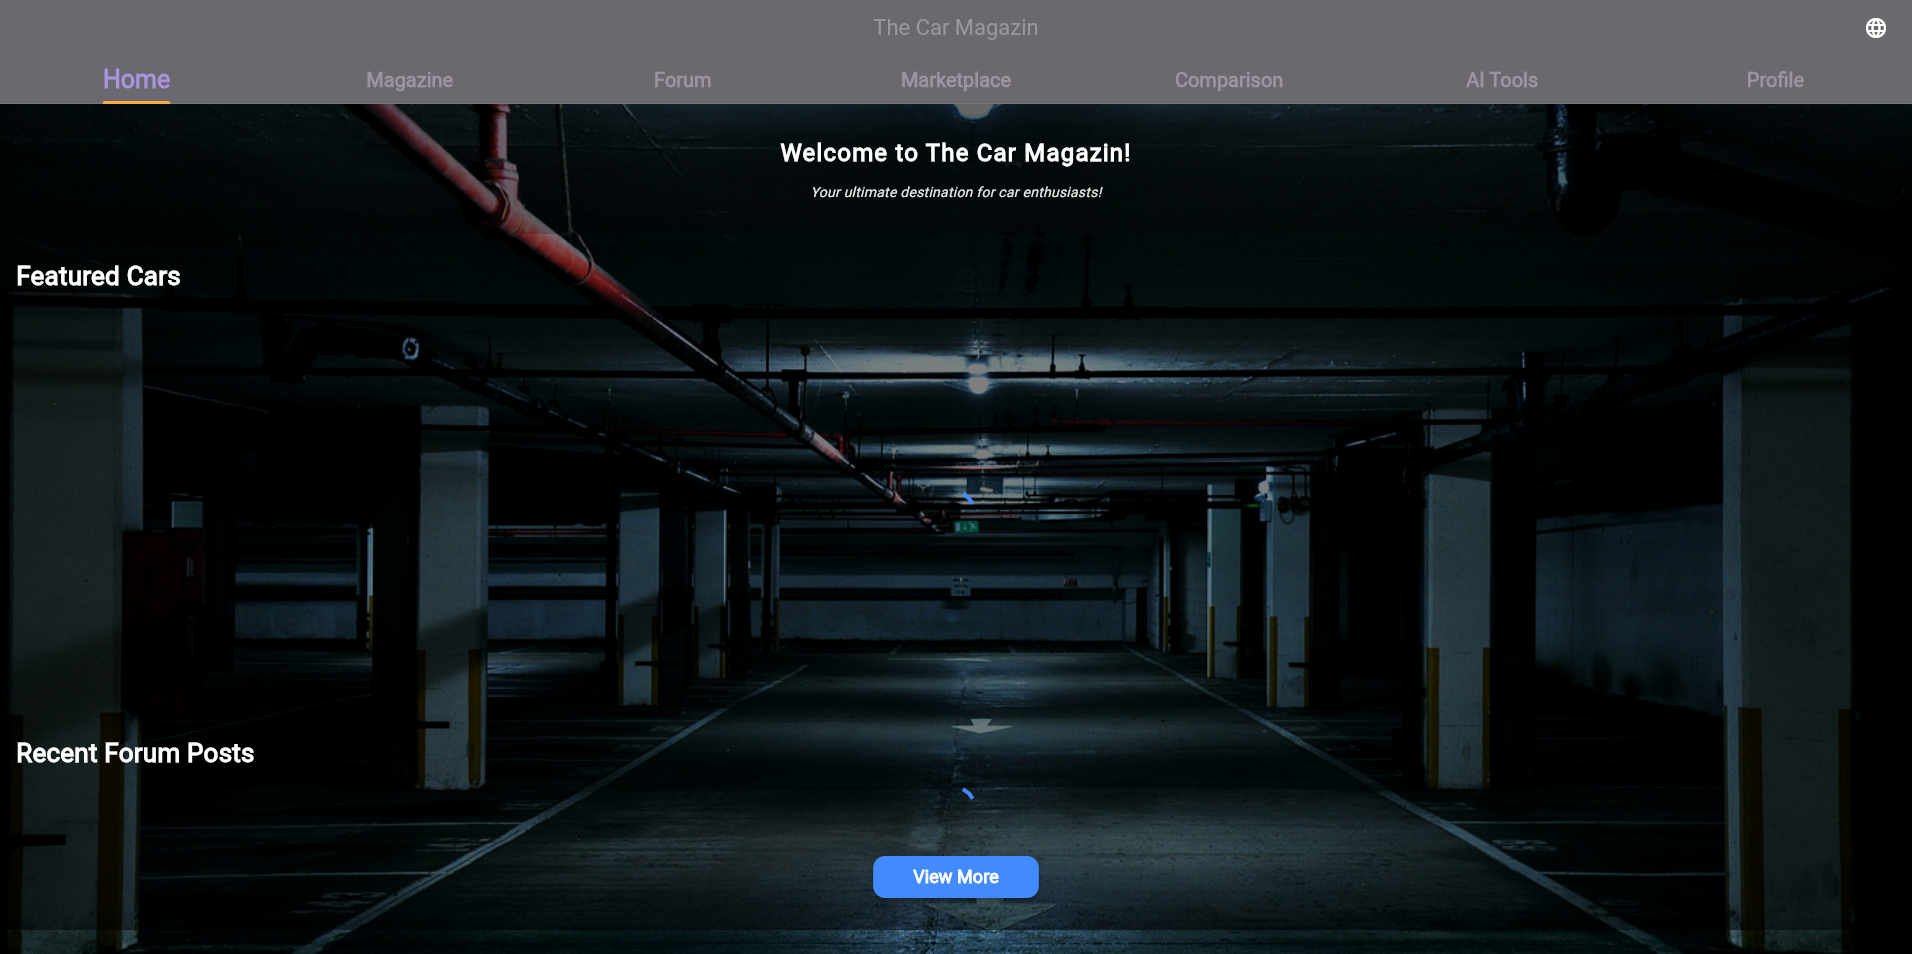 The Car Magazin
Home Magazine Forum Marketplace Comparison AI Tools Profile
Welcome to The Car Magazin!
Your ultimate destination for car enthusiasts!
Featured Cars
Recent Forum Posts
View More